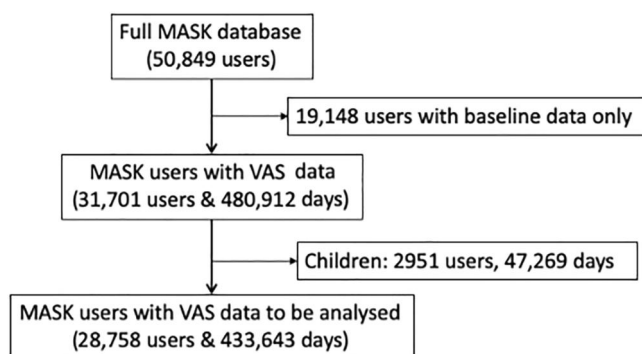 Full MASK database
(50,849 users)
19,148 users with baseline data only
MASK users with VAS data
(31,701 users & 480,912 days)
Children: 2951 users, 47,269 days
MASK users with VAS data to be analysed
(28,758 users & 433,643 days)